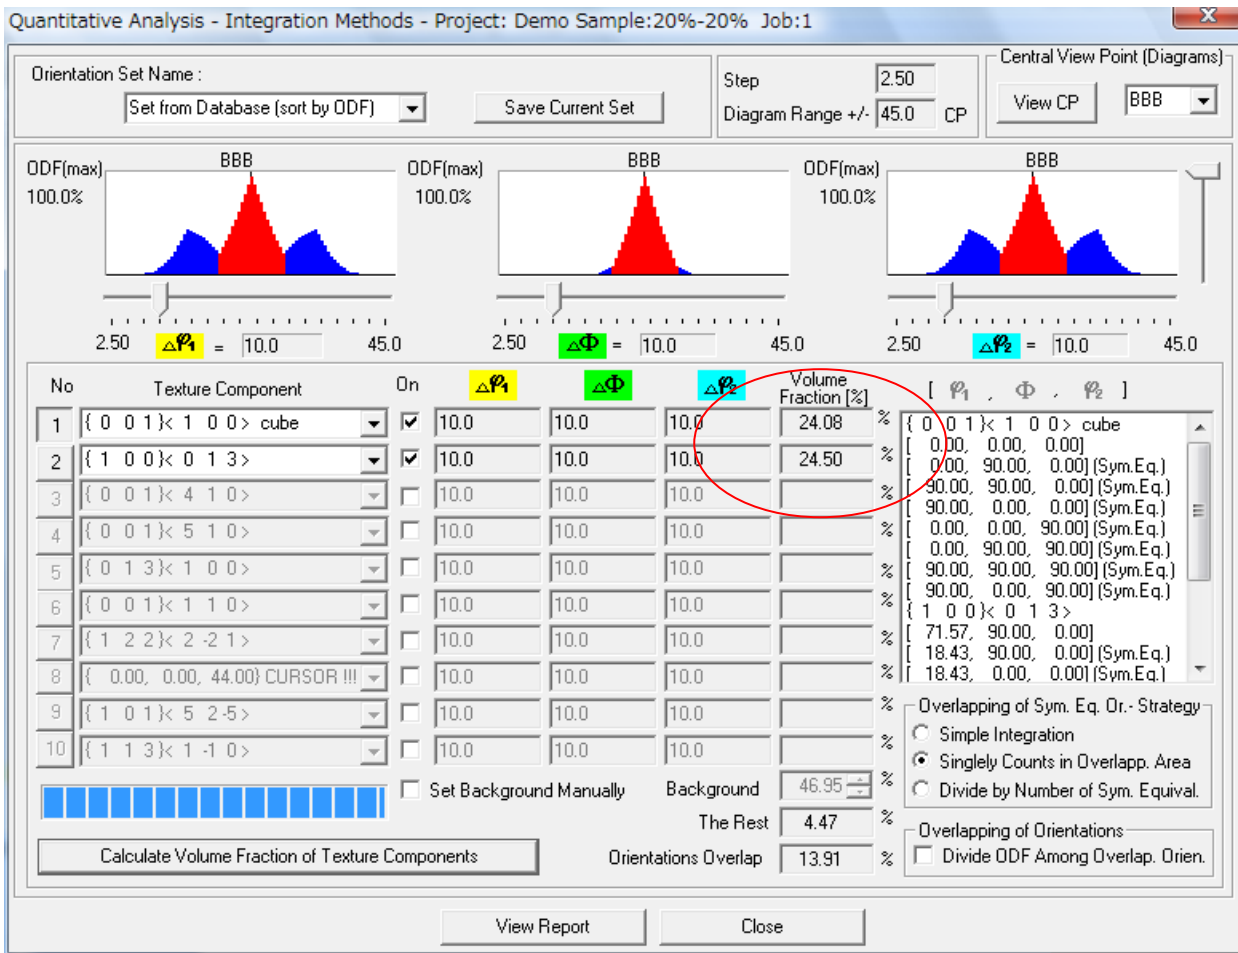 Quantitative Analysis - Integration Methods - Project: Demo Sample:20%-20% Job:1
Orientation Set Name :
Set from Database (sort by ODF)
Save Current Set
Step 2.50
Diagram Range +/- 45.0 CP
Central View Point (Diagrams)
View CP BBB
ODF(max) BBB ODF(max) BBB ODF(max) BBB
100.0% 100.0% 100.0%
2.50 △φ1 = 10.0 45.0 2.50 △Φ = 10.0 45.0 2.50 △φ2 = 10.0 45.0
No Texture Component On △φ1 △Φ △φ2 Volume Fraction [%]
1 { 0 0 1}< 1 0 0> cube 10.0 10.0 10.0 24.08 %
2 { 1 0 0}< 0 1 3> 10.0 10.0 10.0 24.50 %
3 { 0 0 1}< 4 1 0> 10.0 10.0 10.0 %
4 { 0 0 1}< 5 1 0> 10.0 10.0 10.0 %
5 { 0 1 3}< 1 0 0> 10.0 10.0 10.0 %
6 { 0 0 1}< 1 1 0> 10.0 10.0 10.0 %
7 { 1 2 2}< 2 -2 1> 10.0 10.0 10.0 %
8 { 0.00, 0.00, 44.00} CURSOR !!! 10.0 10.0 10.0 %
9 { 1 0 1}< 5 2 -5> 10.0 10.0 10.0 %
10 { 1 1 3}< 1 -1 0> 10.0 10.0 10.0 %
[ φ1 , Φ , φ2 ]
{ 0 0 1}< 1 0 0> cube
[ 0.00, 0.00, 0.00]
[ 0.00, 90.00, 0.00] (Sym.Eq.)
[ 90.00, 90.00, 0.00] (Sym.Eq.)
[ 90.00, 0.00, 0.00] (Sym.Eq.)
[ 0.00, 0.00, 90.00] (Sym.Eq.)
[ 0.00, 90.00, 90.00] (Sym.Eq.)
[ 90.00, 90.00, 90.00] (Sym.Eq.)
[ 90.00, 0.00, 90.00] (Sym.Eq.)
{ 1 0 0}< 0 1 3>
[ 71.57, 90.00, 0.00]
[ 18.43, 90.00, 0.00] (Sym.Eq.)
[ 18.43, 0.00, 0.00] (Sym.Eq.)
Set Background Manually Background 46.95 %
The Rest 4.47 %
Calculate Volume Fraction of Texture Components
Orientations Overlap 13.91 %
Overlapping of Sym. Eq. Or.- Strategy
Simple Integration
Singlely Counts in Overlapp. Area
Divide by Number of Sym. Equival.
Overlapping of Orientations
Divide ODF Among Overlap. Orien.
View Report Close